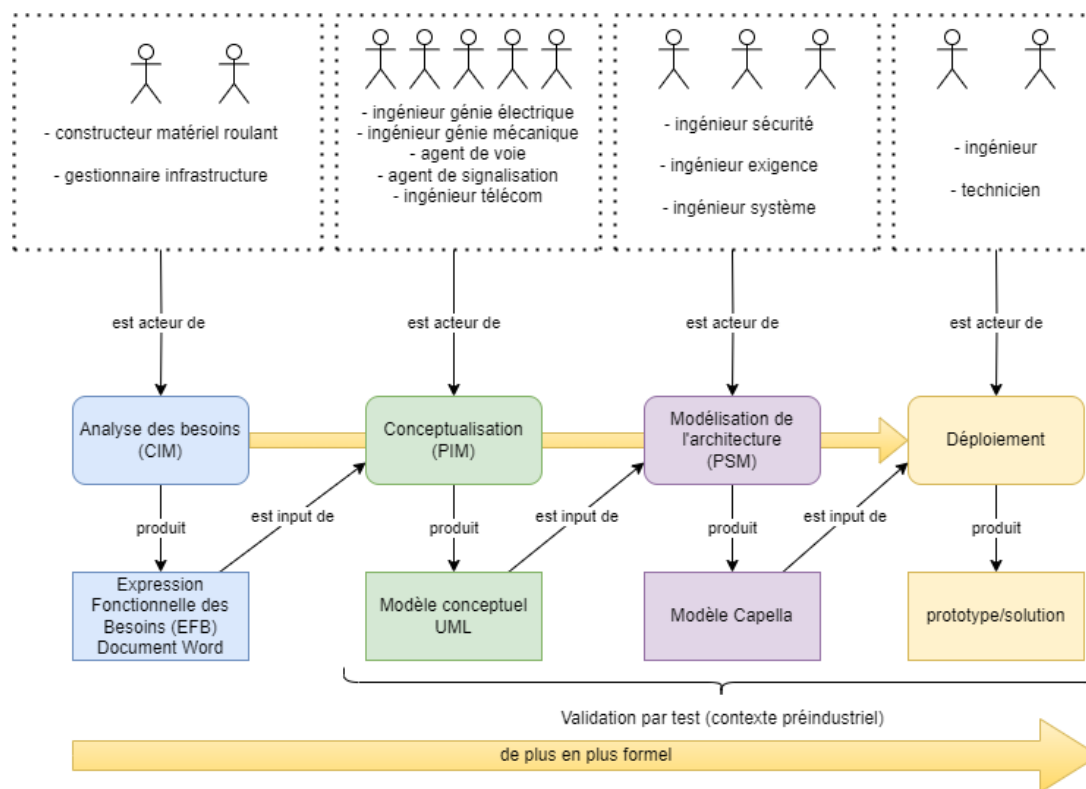 - constructeur matériel roulant
- gestionnaire infrastructure
- ingénieur génie électrique
- ingénieur génie mécanique
- agent de voie
- agent de signalisation
- ingénieur télécom
- ingénieur sécurité
- ingénieur exigence
- ingénieur système
- ingénieur
- technicien
est acteur de
est acteur de
est acteur de
est acteur de
Analyse des besoins
(CIM)
Conceptualisation
(PIM)
Modélisation de
l'architecture
(PSM)
Déploiement
produit
est input de
produit
est input de
produit
est input de
produit
Expression
Fonctionnelle des
Besoins (EFB)
Document Word
Modèle conceptuel
UML
Modèle Capella
prototype/solution
Validation par test (contexte préindustriel)
de plus en plus formel